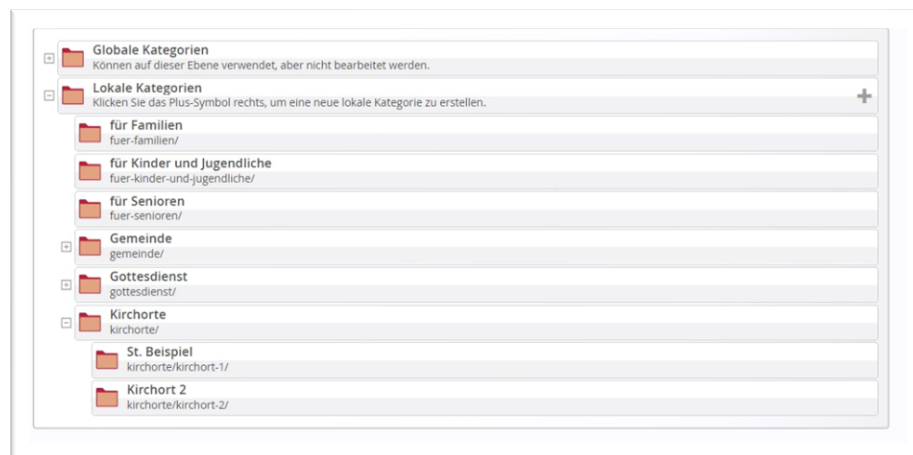 Globale Kategorien
Können auf dieser Ebene verwendet, aber nicht bearbeitet werden.
Lokale Kategorien
Klicken Sie das Plus-Symbol rechts, um eine neue lokale Kategorie zu erstellen.
für Familien
fuer-familien/
für Kinder und Jugendliche
fuer-kinder-und-jugendliche/
für Senioren
fuer-senioren/
Gemeinde
gemeinde/
Gottesdienst
gottesdienst/
Kirchorte
kirchorte/
St. Beispiel
kirchorte/kirchort-1/
Kirchort 2
kirchorte/kirchort-2/